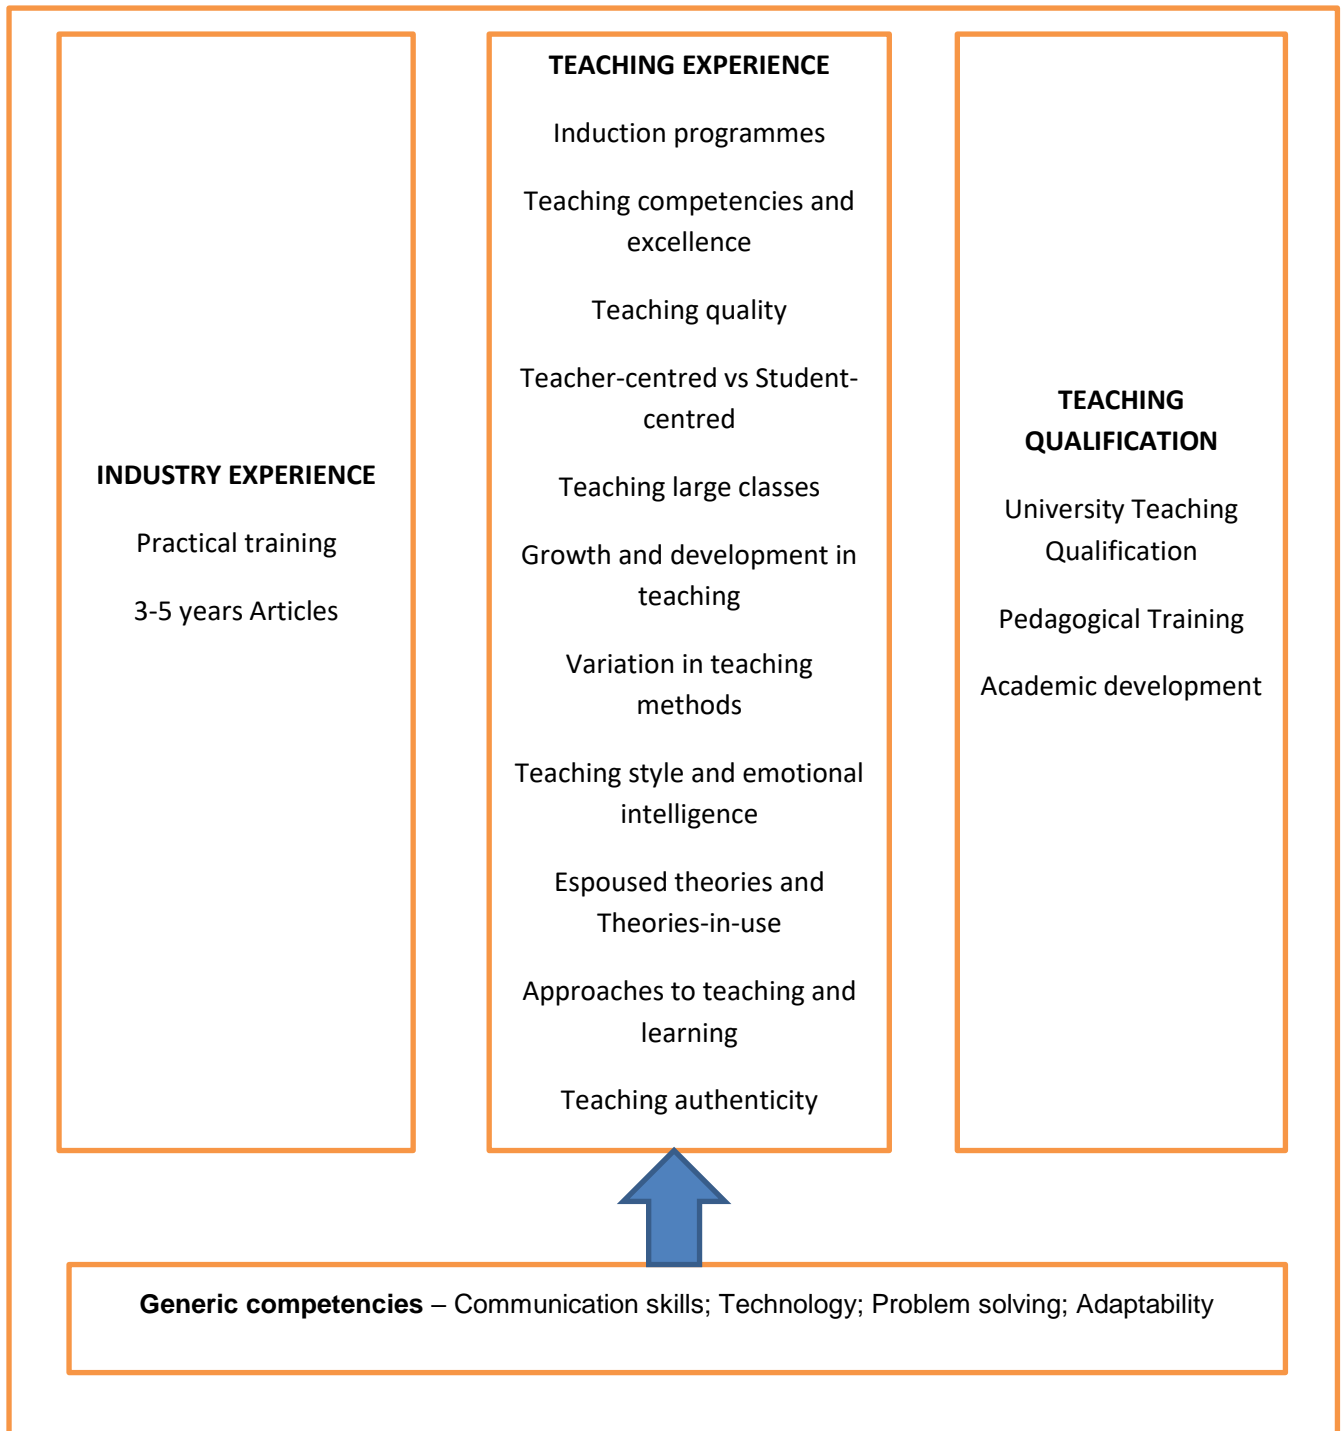 INDUSTRY EXPERIENCE
Practical training
3-5 years Articles
TEACHING EXPERIENCE
Induction programmes
Teaching competencies and
excellence
Teaching quality
Teacher-centred vs Student-
centred
Teaching large classes
Growth and development in
teaching
Variation in teaching
methods
Teaching style and emotional
intelligence
Espoused theories and
Theories-in-use
Approaches to teaching and
learning
Teaching authenticity
TEACHING
QUALIFICATION
University Teaching
Qualification
Pedagogical Training
Academic development
Generic competencies – Communication skills; Technology; Problem solving; Adaptability